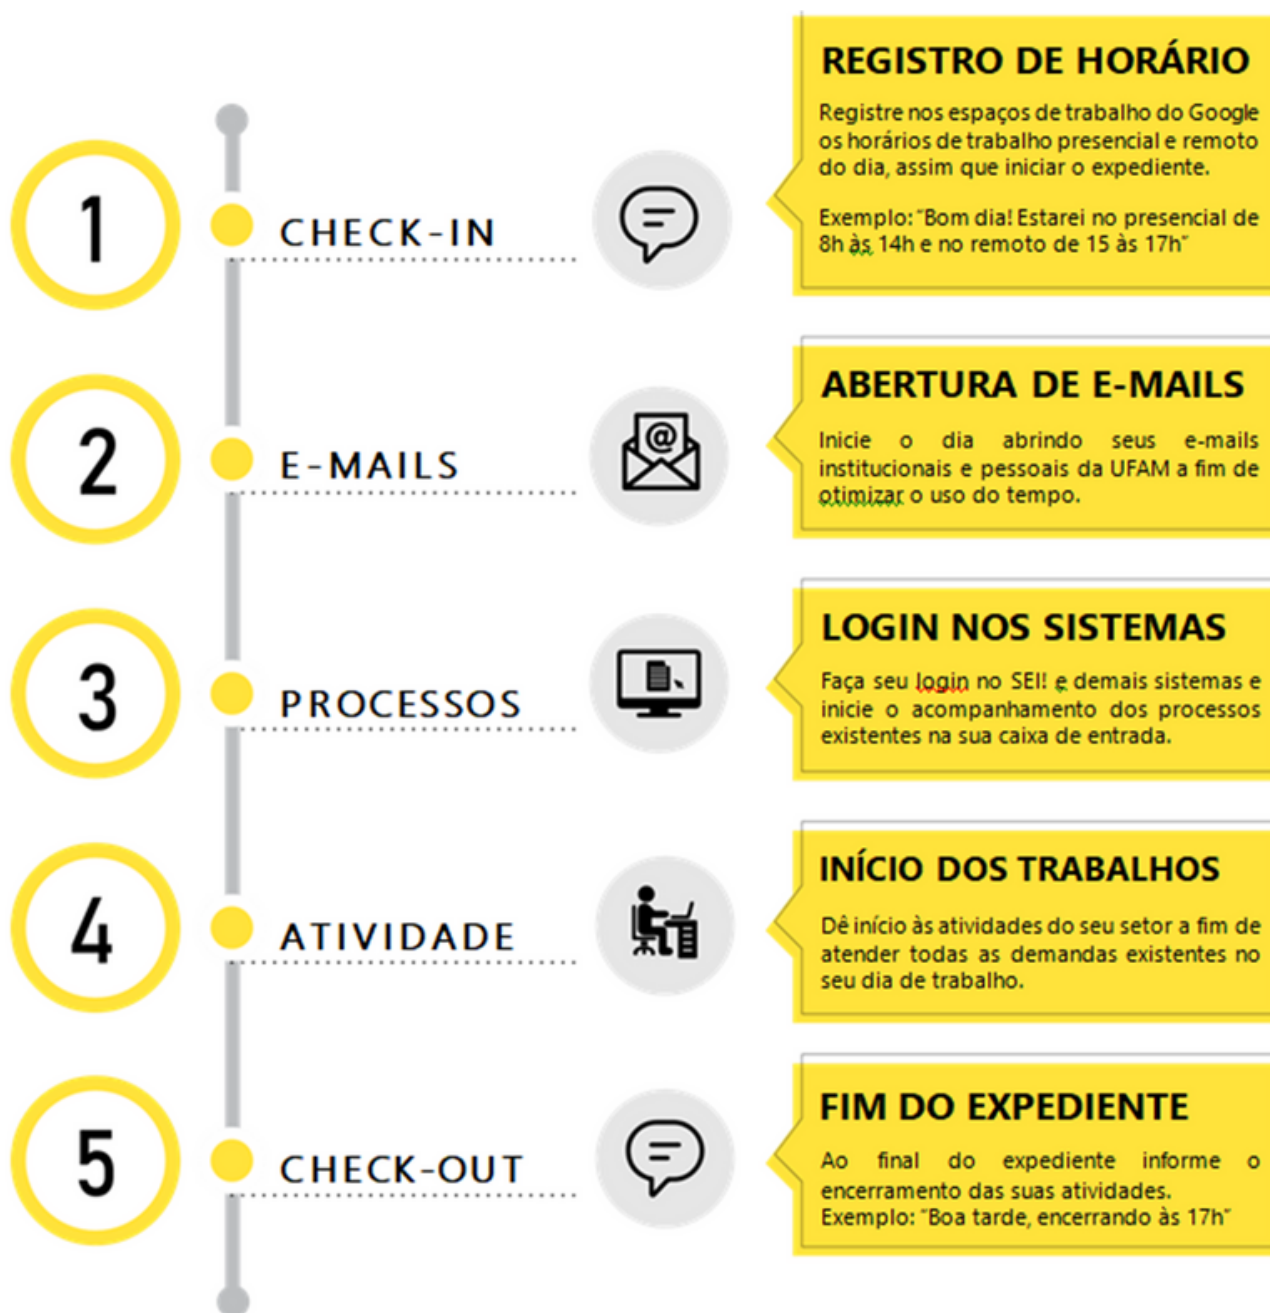 1
CHECK-IN
REGISTRO DE HORÁRIO
Registre nos espaços de trabalho do Google
os horários de trabalho presencial e remoto
do dia, assim que iniciar o expediente.
Exemplo: "Bom dia! Estarei no presencial de
8h às 14h e no remoto de 15 às 17h"
2
E-MAILS
@
ABERTURA DE E-MAILS
Inicie o dia abrindo seus e-mails
institucionais e pessoais da UFAM a fim de
otimizar o uso do tempo.
3
PROCESSOS
LOGIN NOS SISTEMAS
Faça seu login no SEI! e demais sistemas e
inicie o acompanhamento dos processos
existentes na sua caixa de entrada.
4
ATIVIDADE
INÍCIO DOS TRABALHOS
Dê início às atividades do seu setor a fim de
atender todas as demandas existentes no
seu dia de trabalho.
5
CHECK-OUT
FIM DO EXPEDIENTE
Ao final do expediente informe o
encerramento das suas atividades.
Exemplo: "Boa tarde, encerrando às 17h"